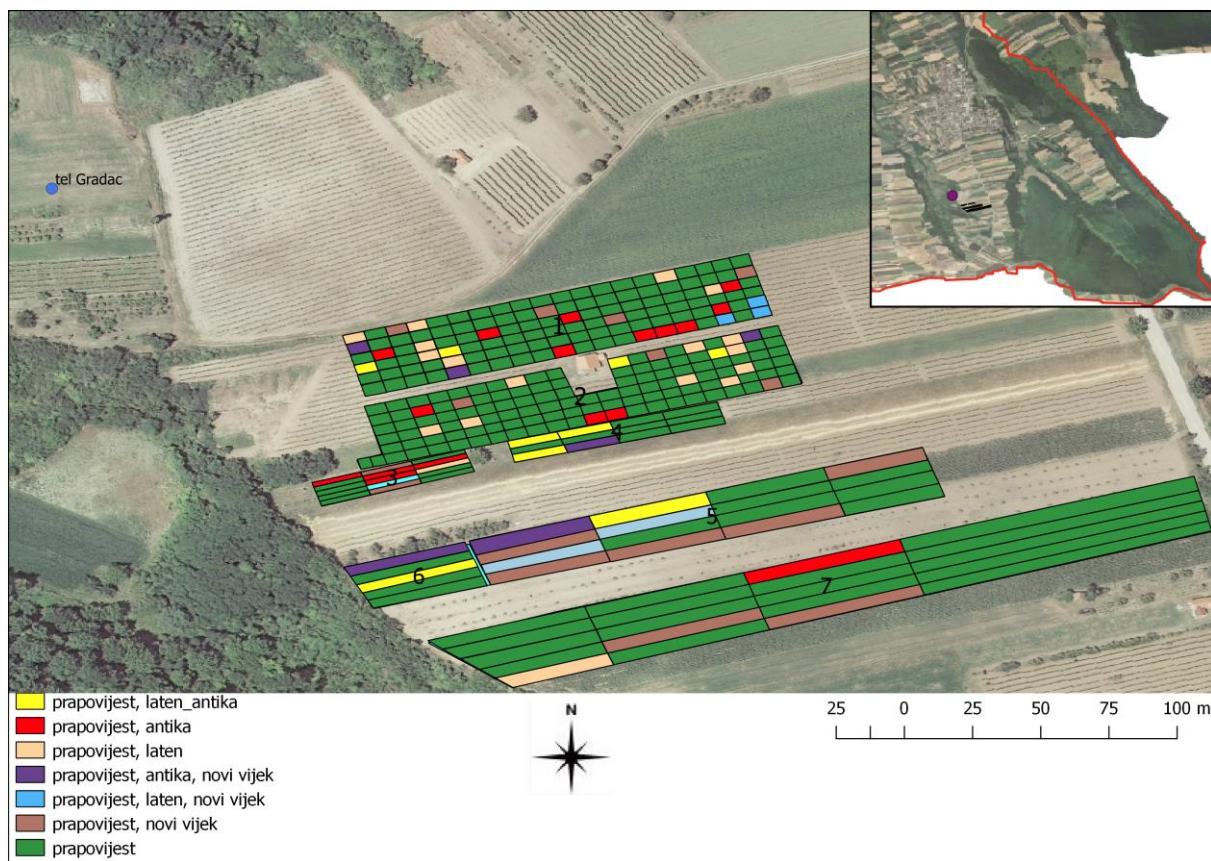 tel Gradac
1
2
4
3
5
6
7
prapovijest, laten_antika
prapovijest, antika
prapovijest, laten
prapovijest, antika, novi vijek
prapovijest, laten, novi vijek
prapovijest, novi vijek
prapovijest
N
25 0 25 50 75 100 m